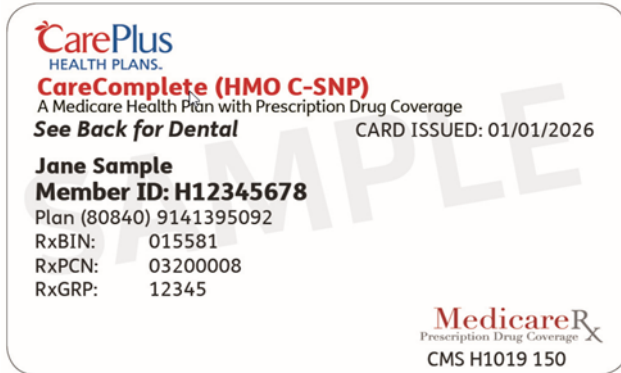 CarePlus
HEALTH PLANS.
CareComplete (HMO C-SNP)
A Medicare Health Plan with Prescription Drug Coverage
See Back for Dental CARD ISSUED: 01/01/2026
Jane Sample
Member ID: H12345678
Plan (80840) 9141395092
RxBIN: 015581
RxPCN: 03200008
RxGRP: 12345
SAMPLE
MedicareRx
Prescription Drug Coverage
CMS H1019 150